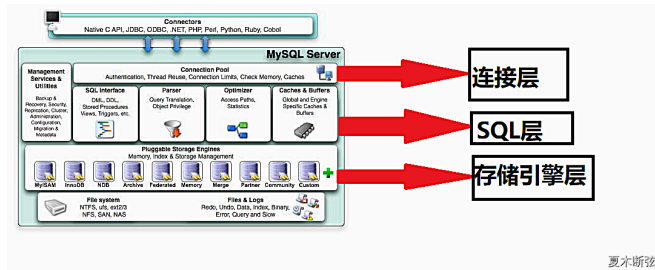 Connectors
Native C API, JDBC, ODBC, .NET, PHP, Perl, Python, Ruby, Cobol
MySQL Server
Connection Pool
Authentication, Thread Reuse, Connection Limits, Check Memory, Caches
连接层
Management
Services &
Utilities
Backup &
Recovery, Security,
Replication, Cluster,
Administration,
Configuration,
Migration &
Metadata
SQL Interface
DML, DDL,
Stored Procedures
Views, Triggers, etc.
Parser
Query Translation,
Object Privilege
Optimizer
Access Paths,
Statistics
Caches & Buffers
Global and Engine
Specific Caches &
Buffers
SQL层
Pluggable Storage Engines
Memory, Index & Storage Management
MyISAM
InnoDB
NDB
Archive
Federated
Memory
Merge
Partner
Community
Custom
存储引擎层
File system
NTFS, ufs, ext2/3
NFS, SAN, NAS
Files & Logs
Redo, Undo, Data, Index, Binary,
Error, Query and Slow
夏木断弦